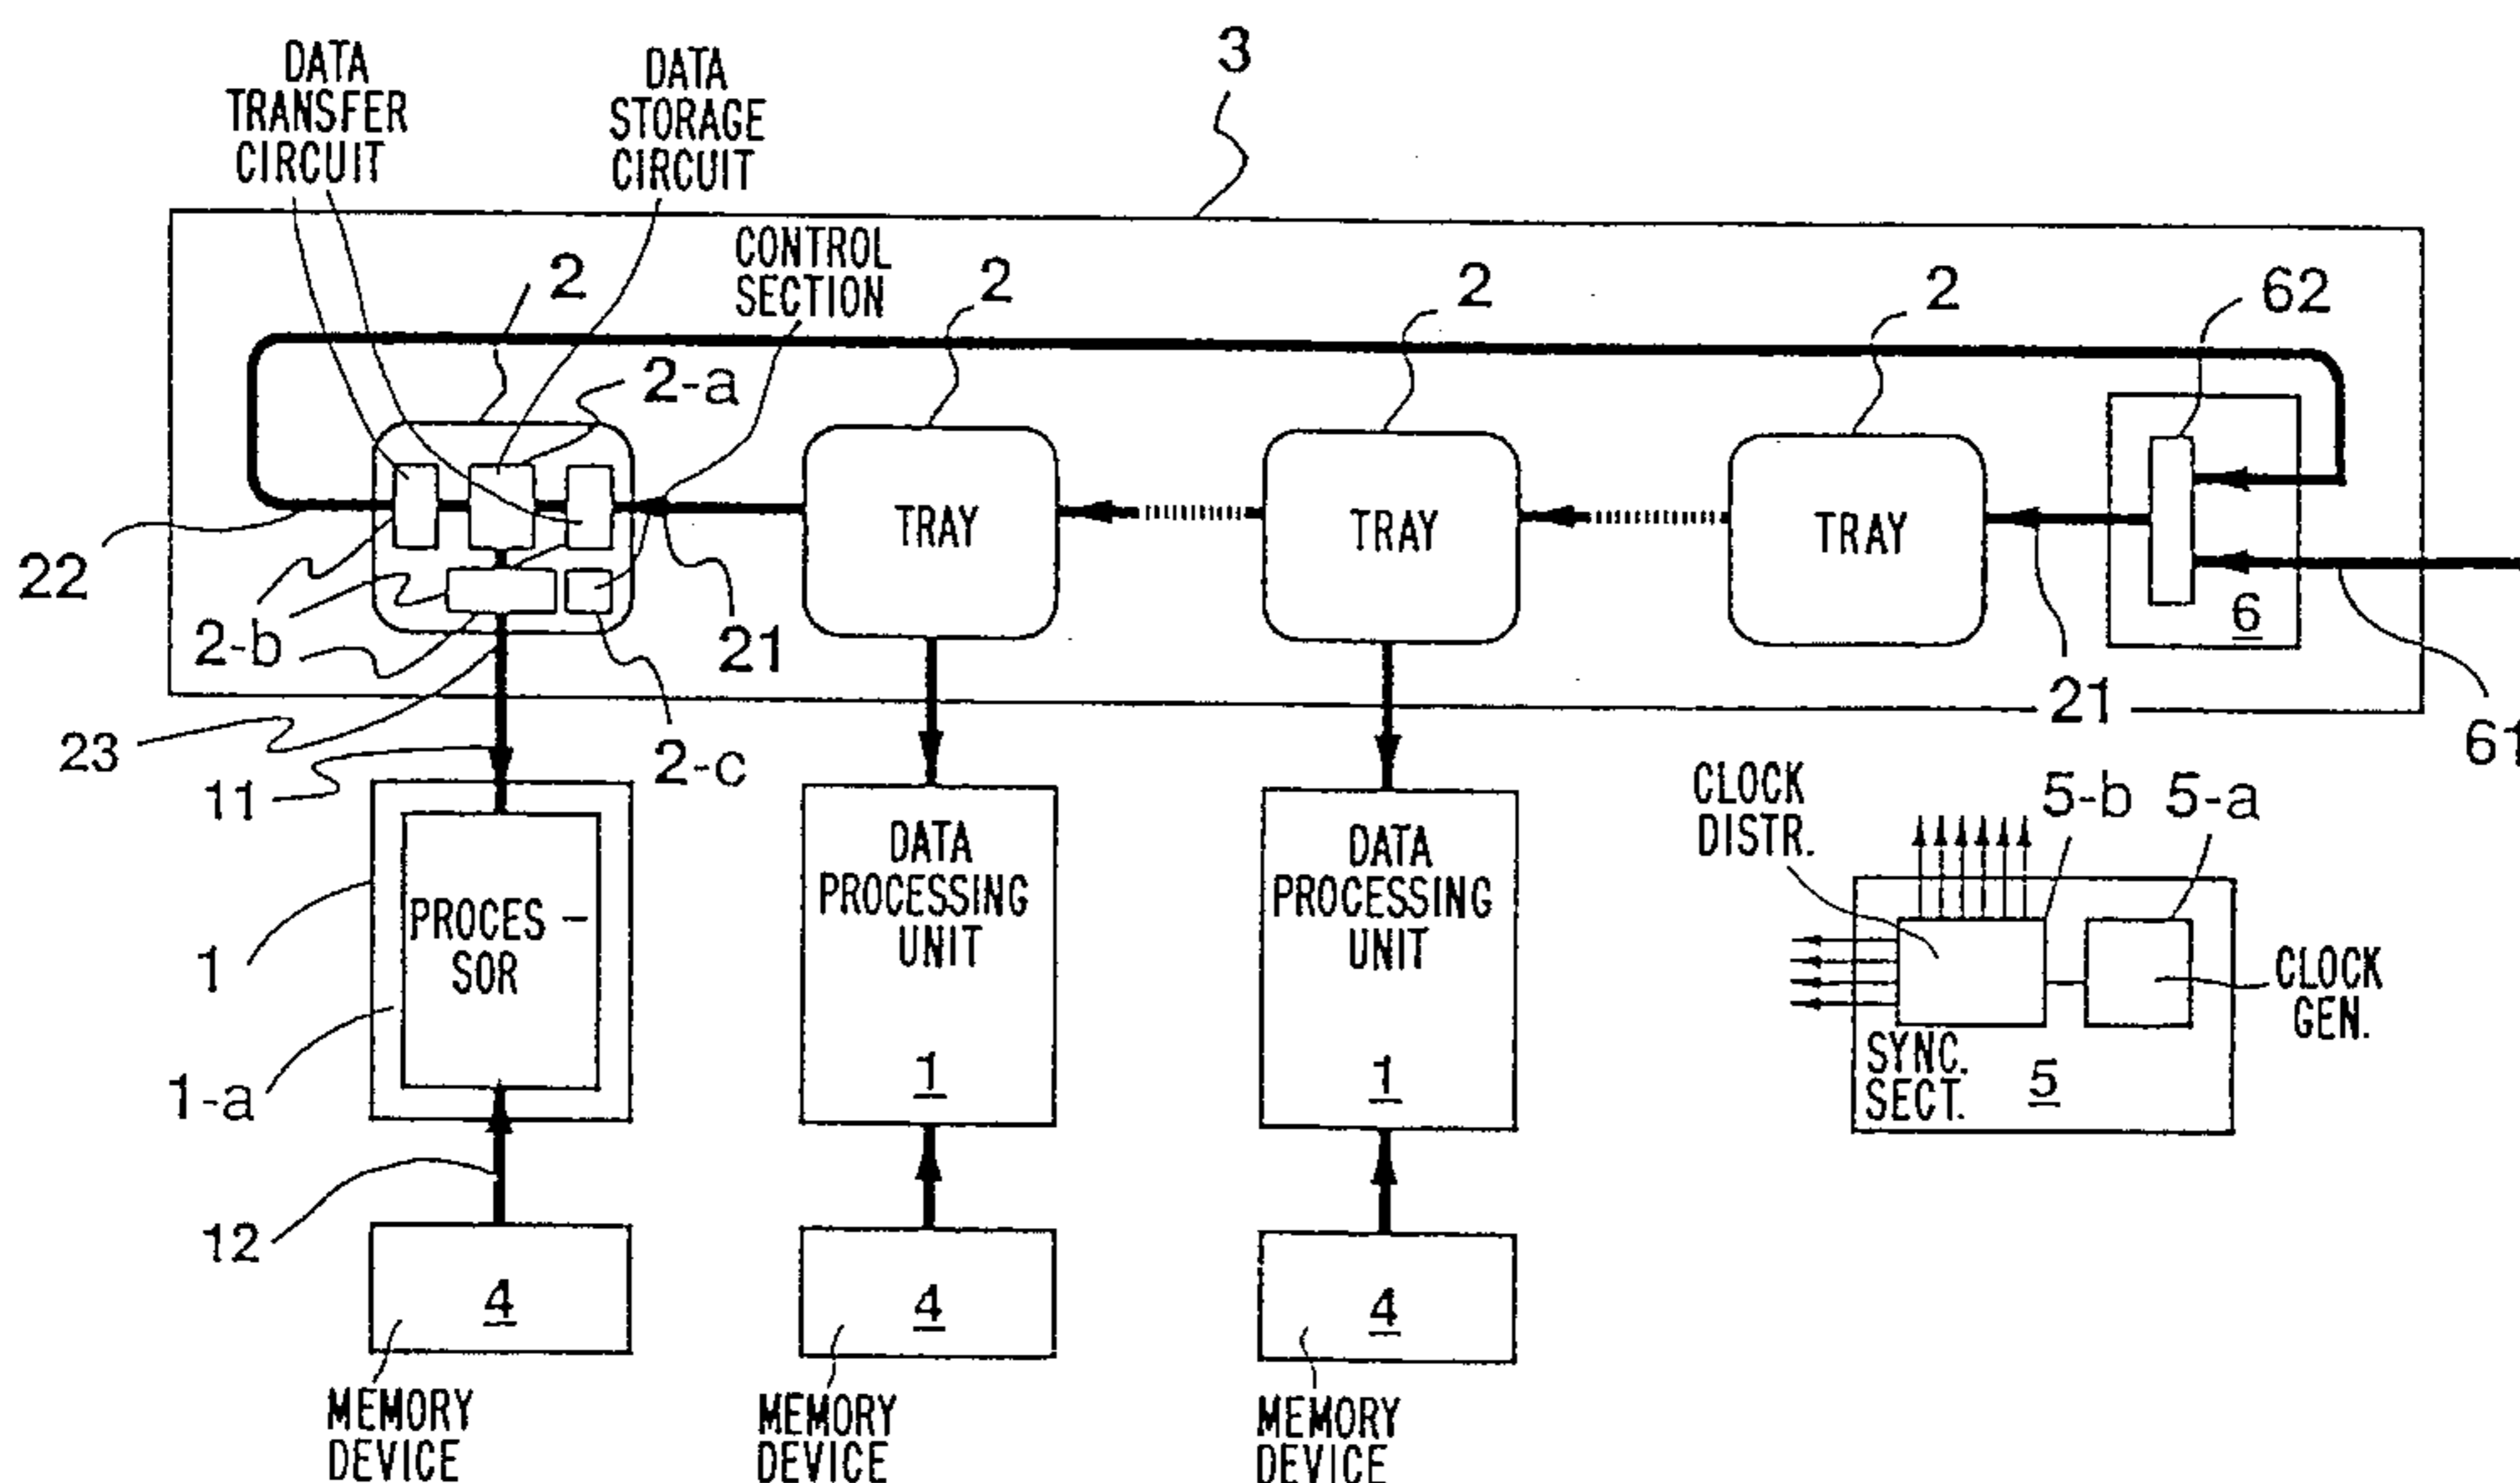 3
DATA
TRANSFER
CIRCUIT
DATA
STORAGE
CIRCUIT
CONTROL
SECTION
2
2
2
2
62
2-a
TRAY
TRAY
TRAY
22
2-b
21
6
21
61
23
11
2-c
CLOCK
DISTR.
5-b
5-a
PROCES-
SOR
DATA
PROCESSING
UNIT
1
DATA
PROCESSING
UNIT
1
1
1-a
CLOCK
GEN.
SYNC.
SECT.
5
12
4
4
4
MEMORY
DEVICE
MEMORY
DEVICE
MEMORY
DEVICE